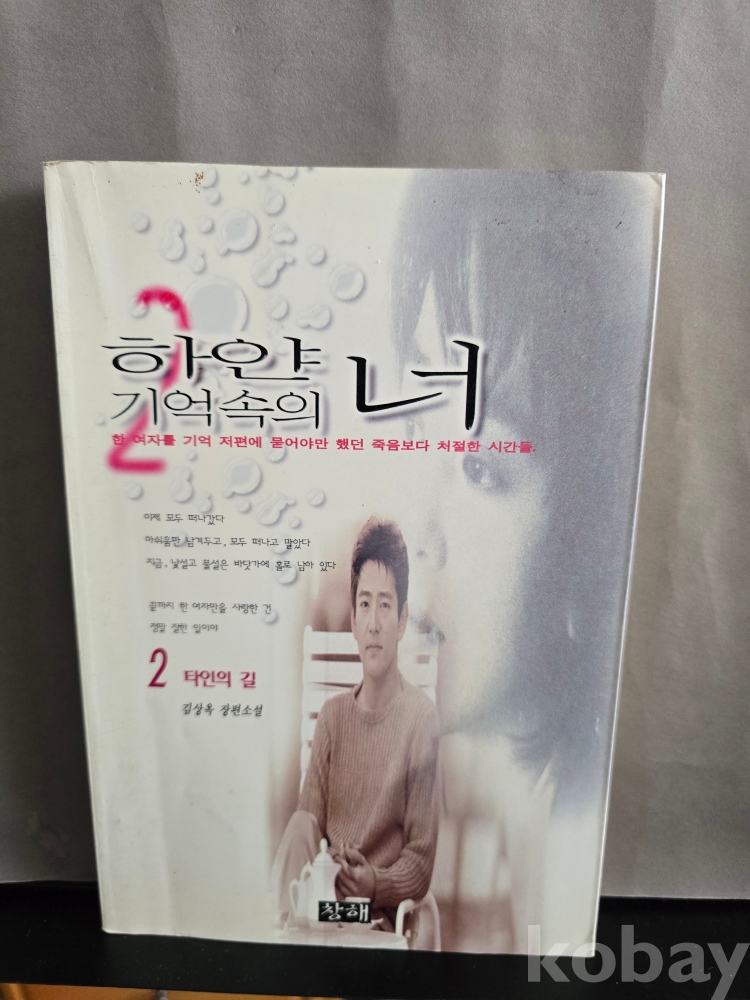 2
하얀
기억속의 너
한 여자를 기억 저편에 묻어야만 했던 죽음보다 처절한 시간들.
이제 모두 떠나갔다
아쉬움만 남겨두고, 모두 떠나고 말았다
지금, 낯설고 물설은 바닷가에 홀로 남아 있다
끝까지 한 여자만을 사랑한 건
정말 잘한 일이야
2 타인의 길
김상옥 장편소설
창해
kobay